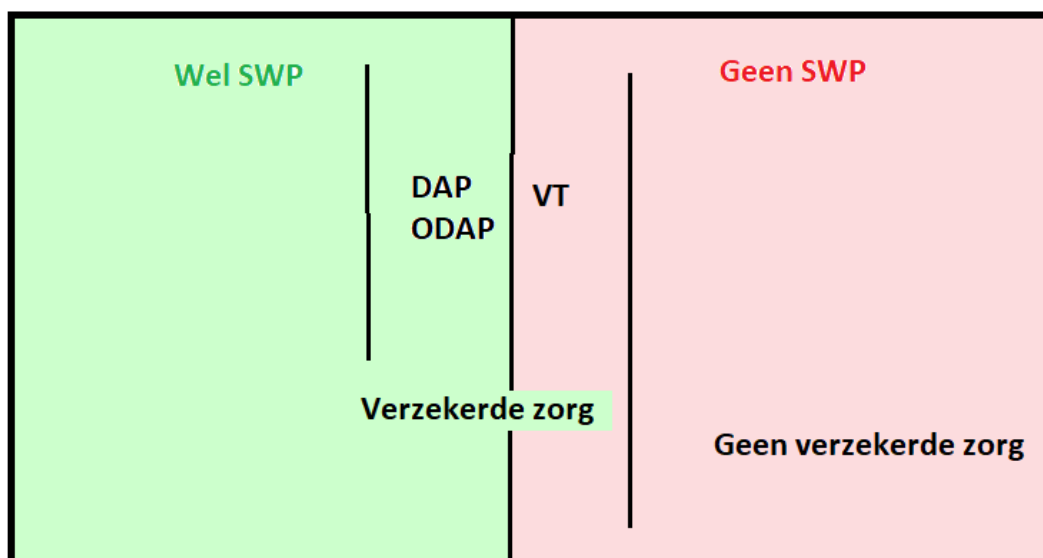 Wel SWP
Geen SWP
DAP
ODAP
VT
Verzekerde zorg
Geen verzekerde zorg